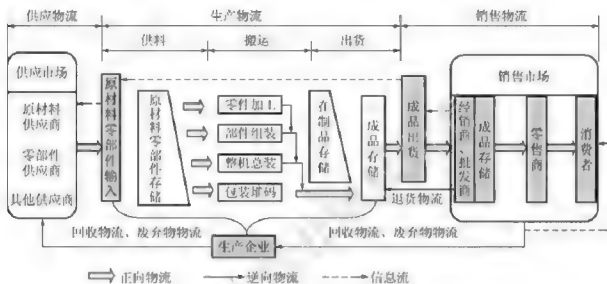 供应物流
生产物流
销售物流
供料
搬运
出货
供应市场
原材料
供应商
零部件
供应商
其他供应商
原材料零部件输入
原材料零部件存储
零件加工
部件组装
整机总装
包装堆码
在制品存储
成品存储
成品出货
销售市场
经销商、批发商
成品存储
零售商
消费者
退货物流
回收物流、废弃物物流
生产企业
回收物流、废弃物物流
正向物流
逆向物流
信息流